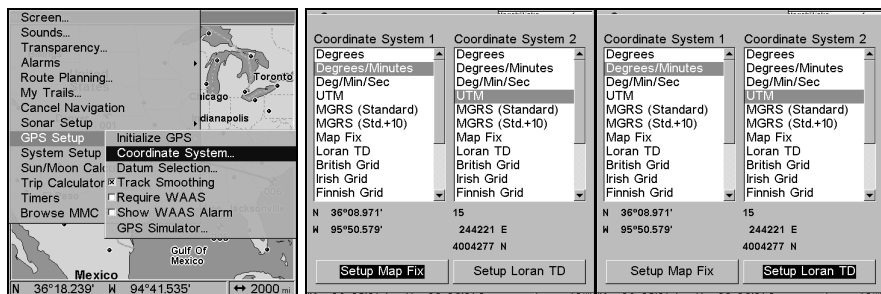 Screen...
Sounds...
Transparency...
Alarms
Route Planning...
My Trails...
Cancel Navigation
Sonar Setup
GPS Setup
System Setup
Sun/Moon Calc
Trip Calculator
Timers
Browse MMC
Initialize GPS
Coordinate System...
Datum Selection...
Track Smoothing
Require WAAS
Show WAAS Alarm
GPS Simulator...
Toronto
icago
dianapolis
Gulf Of
Mexico
Mexico
N 36°18.239' W 94°41.535' ↔ 2000 mi
Coordinate System 1
Degrees
Degrees/Minutes
Deg/Min/Sec
UTM
MGRS (Standard)
MGRS (Std.+10)
Map Fix
Loran TD
British Grid
Irish Grid
Finnish Grid
Coordinate System 2
Degrees
Degrees/Minutes
Deg/Min/Sec
UTM
MGRS (Standard)
MGRS (Std.+10)
Map Fix
Loran TD
British Grid
Irish Grid
Finnish Grid
N 36°08.971' 15
W 95°50.579' 244221 E
4004277 N
Setup Map Fix Setup Loran TD
Coordinate System 1
Degrees
Degrees/Minutes
Deg/Min/Sec
UTM
MGRS (Standard)
MGRS (Std.+10)
Map Fix
Loran TD
British Grid
Irish Grid
Finnish Grid
Coordinate System 2
Degrees
Degrees/Minutes
Deg/Min/Sec
UTM
MGRS (Standard)
MGRS (Std.+10)
Map Fix
Loran TD
British Grid
Irish Grid
Finnish Grid
N 36°08.971' 15
W 95°50.579' 244221 E
4004277 N
Setup Map Fix Setup Loran TD